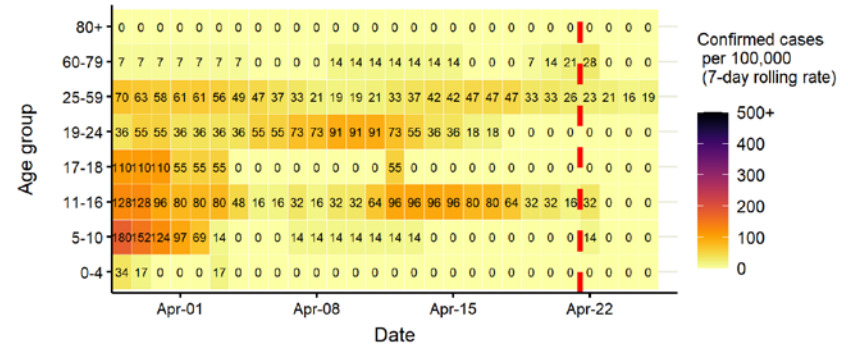 80+ 0 0 0 0 0 0 0 0 0 0 0 0 0 0 0 0 0 0 0 0 0 0 0 0 0 0 0 0
60-79 7 7 7 7 7 7 7 0 0 0 0 14 14 14 14 14 14 14 0 0 0 7 14 21 28 0 0 0
25-59 70 63 58 61 61 56 49 47 37 33 21 19 19 21 33 37 42 42 47 47 47 33 33 26 23 21 16 19
19-24 36 55 55 36 36 36 36 55 55 73 73 91 91 91 73 55 36 36 18 18 0 0 0 0 0 0 0 0
17-18 110 110 110 55 55 55 0 0 0 0 0 0 0 0 55 0 0 0 0 0 0 0 0 0 0 0 0 0
11-16 128 128 96 80 80 80 48 16 16 32 16 32 32 64 96 96 96 96 80 80 64 32 32 16 32 0 0 0
5-10 180 152 124 97 69 14 0 0 0 14 14 14 14 14 14 14 0 0 0 0 0 0 0 0 14 0 0 0
0-4 34 17 0 0 0 17 0 0 0 0 0 0 0 0 0 0 0 0 0 0 0 0 0 0 0 0 0 0
Apr-01 Apr-08 Apr-15 Apr-22
Date
Age group
Confirmed cases
per 100,000
(7-day rolling rate)
500+
400
300
200
100
0